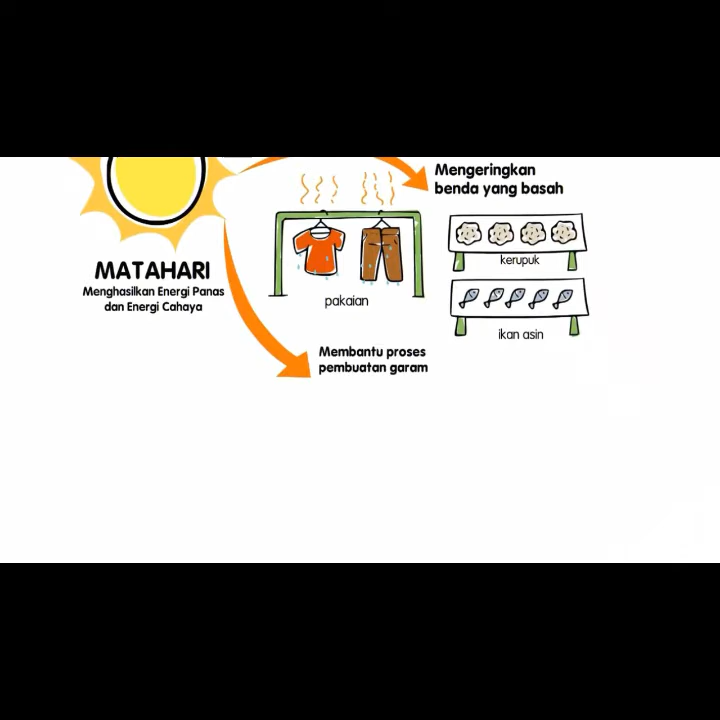 MATAHARI
Menghasilkan Energi Panas
dan Energi Cahaya
Mengeringkan
benda yang basah
pakaian
kerupuk
ikan asin
Membantu proses
pembuatan garam